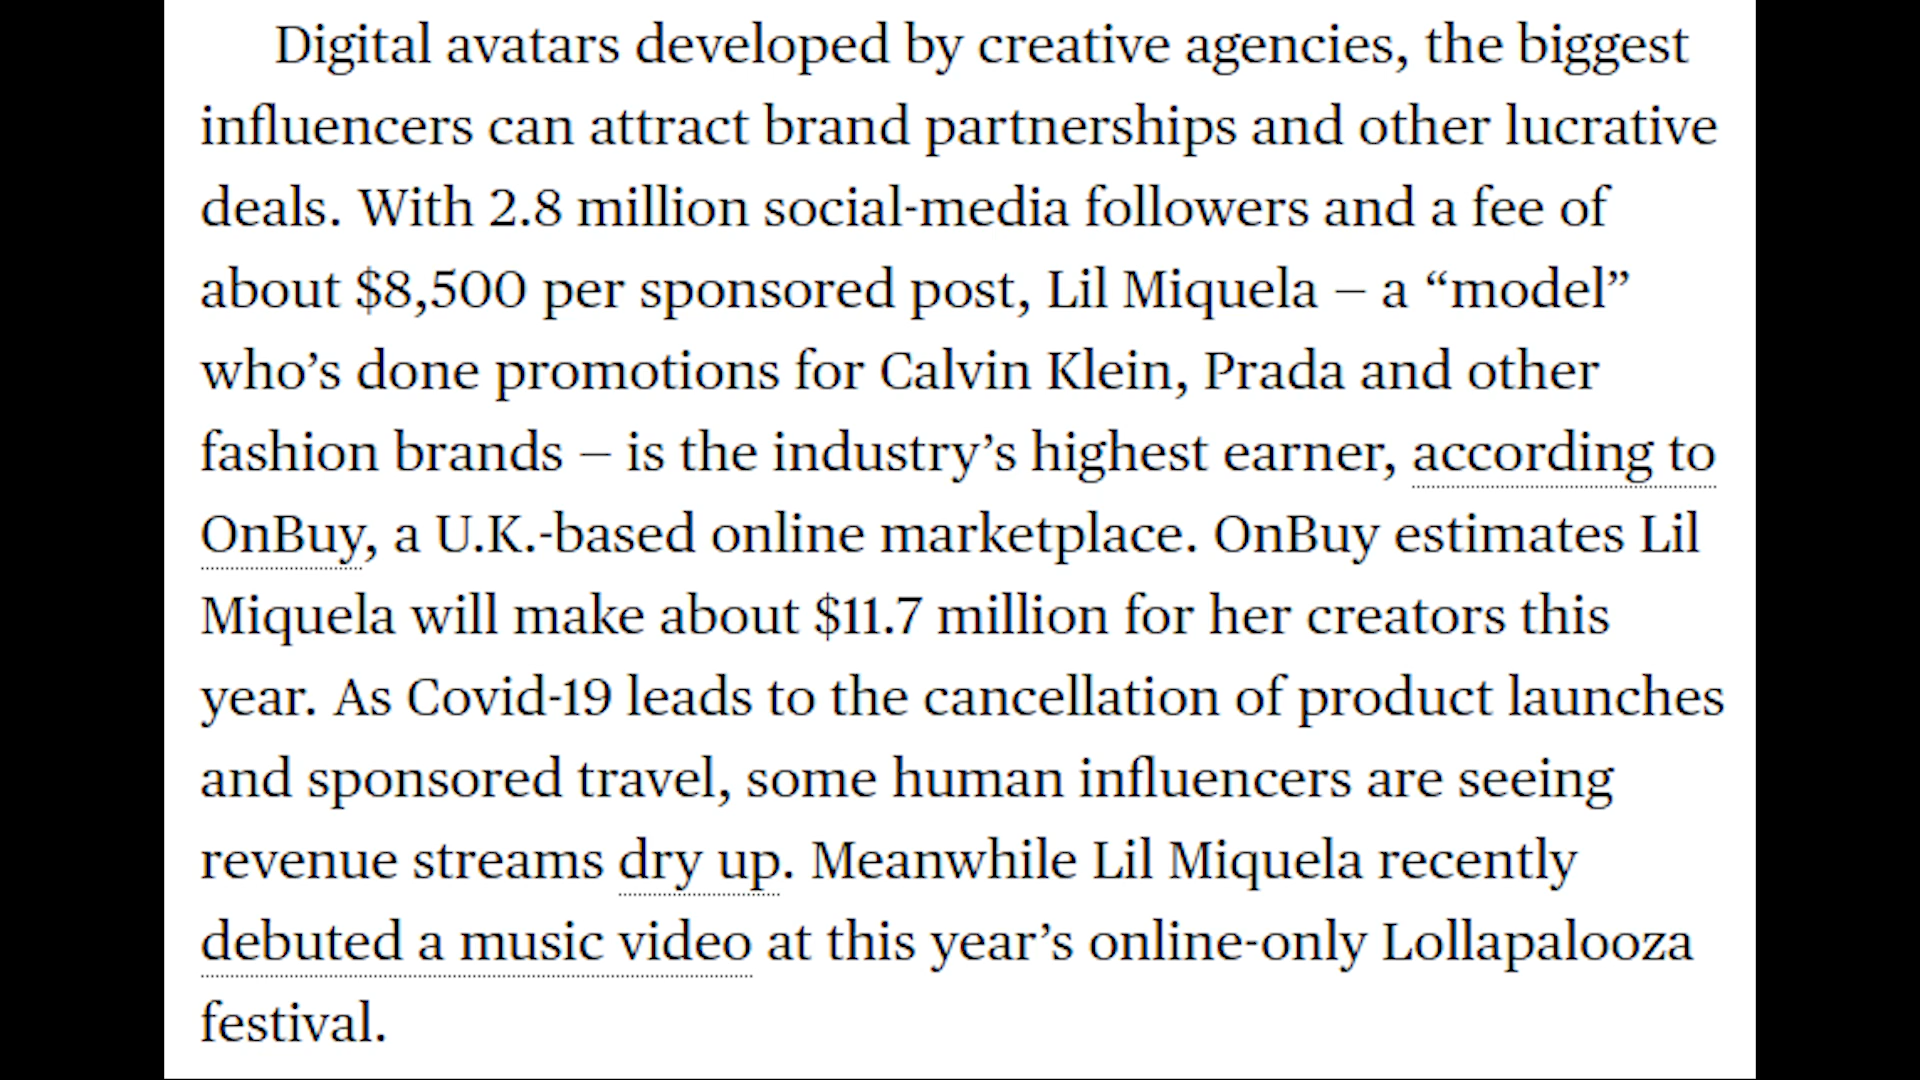 Digital avatars developed by creative agencies, the biggest
influencers can attract brand partnerships and other lucrative
deals. With 2.8 million social-media followers and a fee of
about $8,500 per sponsored post, Lil Miquela – a “model”
who’s done promotions for Calvin Klein, Prada and other
fashion brands – is the industry’s highest earner, according to
OnBuy, a U.K.-based online marketplace. OnBuy estimates Lil
Miquela will make about $11.7 million for her creators this
year. As Covid-19 leads to the cancellation of product launches
and sponsored travel, some human influencers are seeing
revenue streams dry up. Meanwhile Lil Miquela recently
debuted a music video at this year’s online-only Lollapalooza
festival.